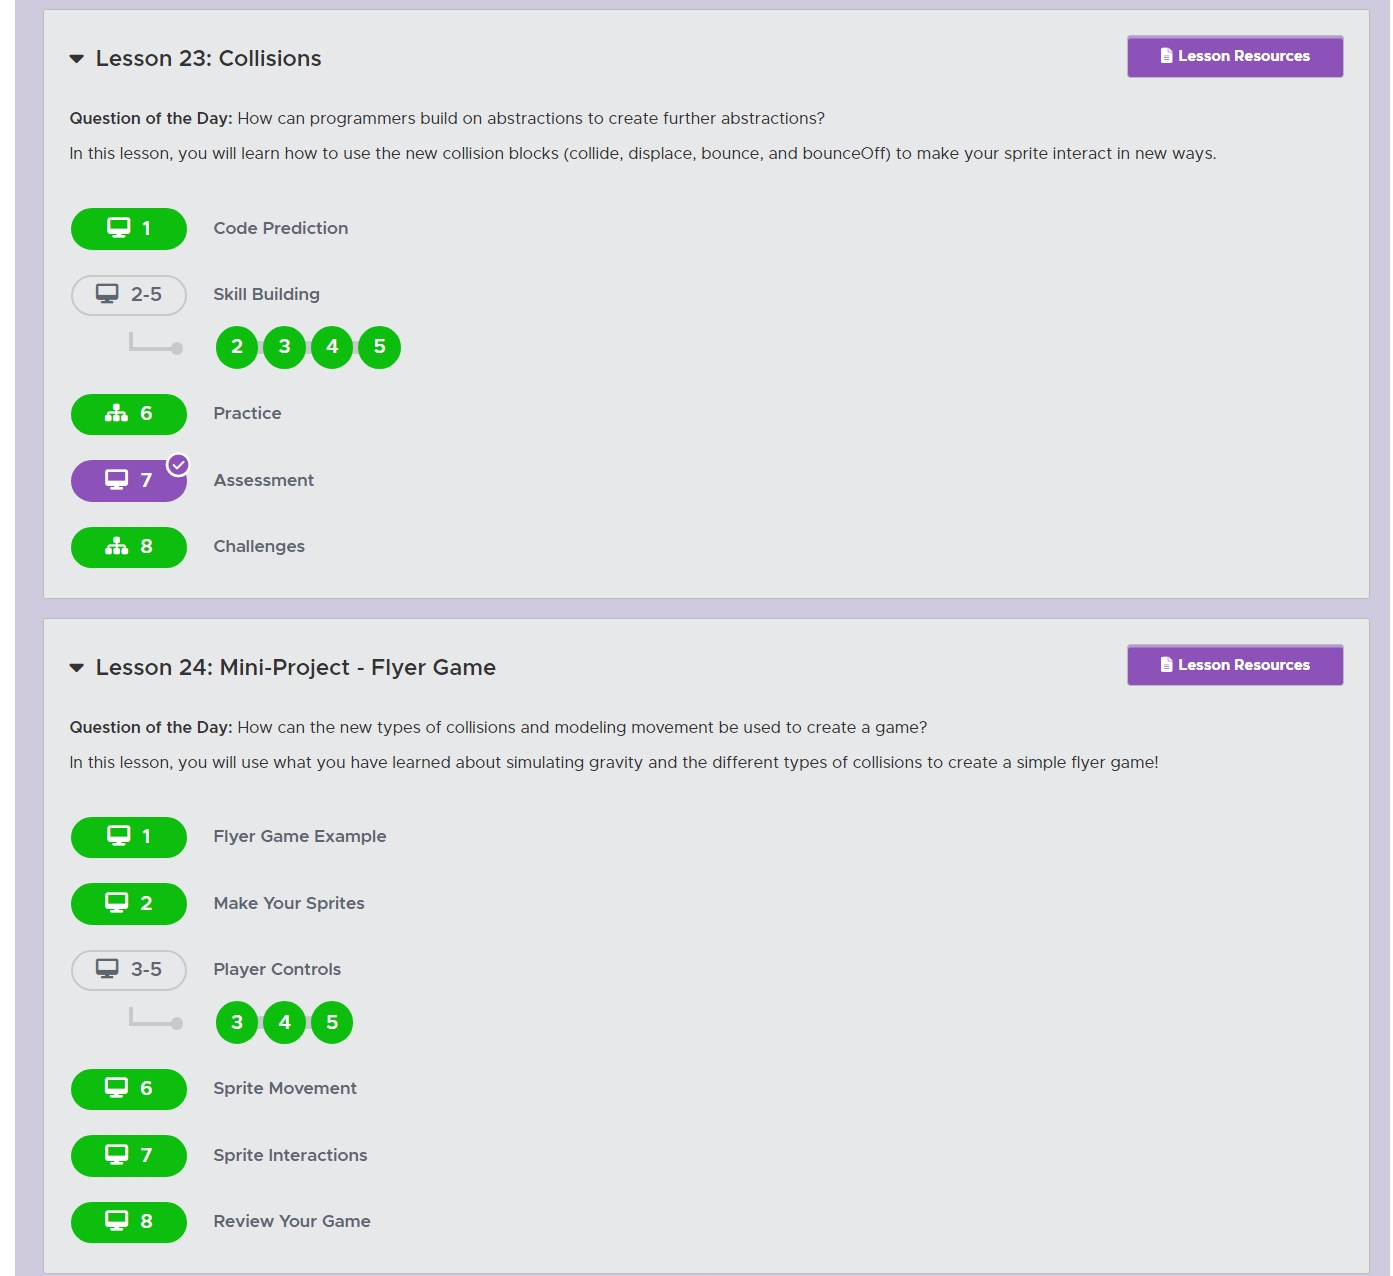 Lesson 23: Collisions
Lesson Resources
Question of the Day: How can programmers build on abstractions to create further abstractions?
In this lesson, you will learn how to use the new collision blocks (collide, displace, bounce, and bounceOff) to make your sprite interact in new ways.
1 Code Prediction
2-5 Skill Building
2 3 4 5
6 Practice
7 Assessment
8 Challenges
Lesson 24: Mini-Project - Flyer Game
Lesson Resources
Question of the Day: How can the new types of collisions and modeling movement be used to create a game?
In this lesson, you will use what you have learned about simulating gravity and the different types of collisions to create a simple flyer game!
1 Flyer Game Example
2 Make Your Sprites
3-5 Player Controls
3 4 5
6 Sprite Movement
7 Sprite Interactions
8 Review Your Game